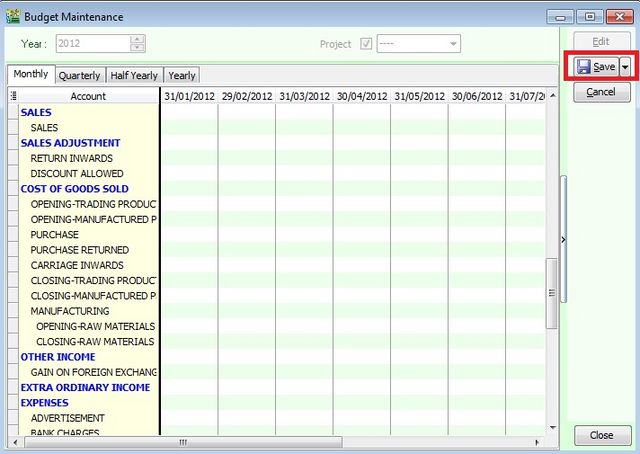 Budget Maintenance
Year : 2012 Project ----
Edit
Save
Cancel
Monthly Quarterly Half Yearly Yearly
Account 31/01/2012 29/02/2012 31/03/2012 30/04/2012 31/05/2012 30/06/2012 31/07/20
SALES
SALES
SALES ADJUSTMENT
RETURN INWARDS
DISCOUNT ALLOWED
COST OF GOODS SOLD
OPENING-TRADING PRODUC
OPENING-MANUFACTURED P
PURCHASE
PURCHASE RETURNED
CARRIAGE INWARDS
CLOSING-TRADING PRODUC
CLOSING-MANUFACTURED P
MANUFACTURING
OPENING-RAW MATERIALS
CLOSING-RAW MATERIALS
OTHER INCOME
GAIN ON FOREIGN EXCHANG
EXTRA ORDINARY INCOME
EXPENSES
ADVERTISEMENT
BANK CHARGES
Close